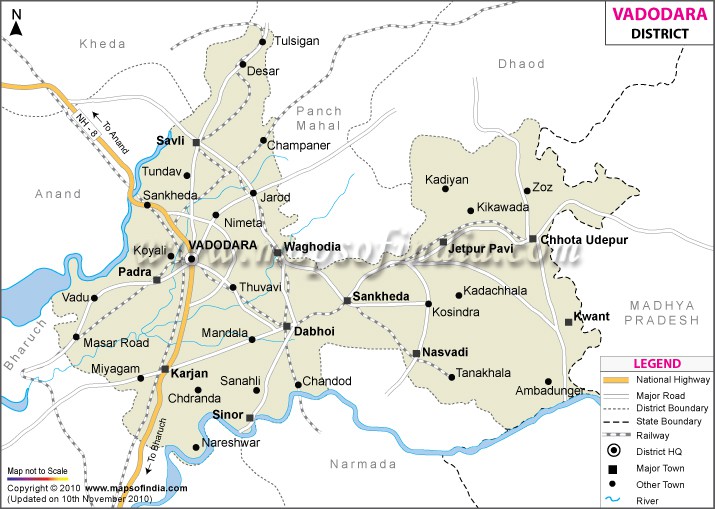 VADODARA
DISTRICT
N
Kheda
Tulsigan
Desar
Dhaod
NH - 8
To Anand
Panch
Mahal
Savli
Champaner
Tundav
Anand
Sankheda
Jarod
Kadiyan
Zoz
Kikawada
Nimeta
Koyali
VADODARA
Waghodia
Jetpur Pavi
Chhota Udepur
www.mapsofindia.com
Padra
Vadu
Thuvavi
Sankheda
Kadachhala
Kosindra
MADHYA
PRADESH
Kwant
Bharuch
Masar Road
Mandala
Dabhoi
Nasvadi
Miyagam
Karjan
Chdranda
Sanahli
Chandod
Tanakhala
Ambadungar
Sinor
Nareshwar
To Bharuch
Narmada
LEGEND
National Highway
Major Road
District Boundary
State Boundary
Railway
District HQ
Major Town
Other Town
River
Map not to Scale
Copyright © 2010 www.mapsofindia.com
(Updated on 10th November 2010)